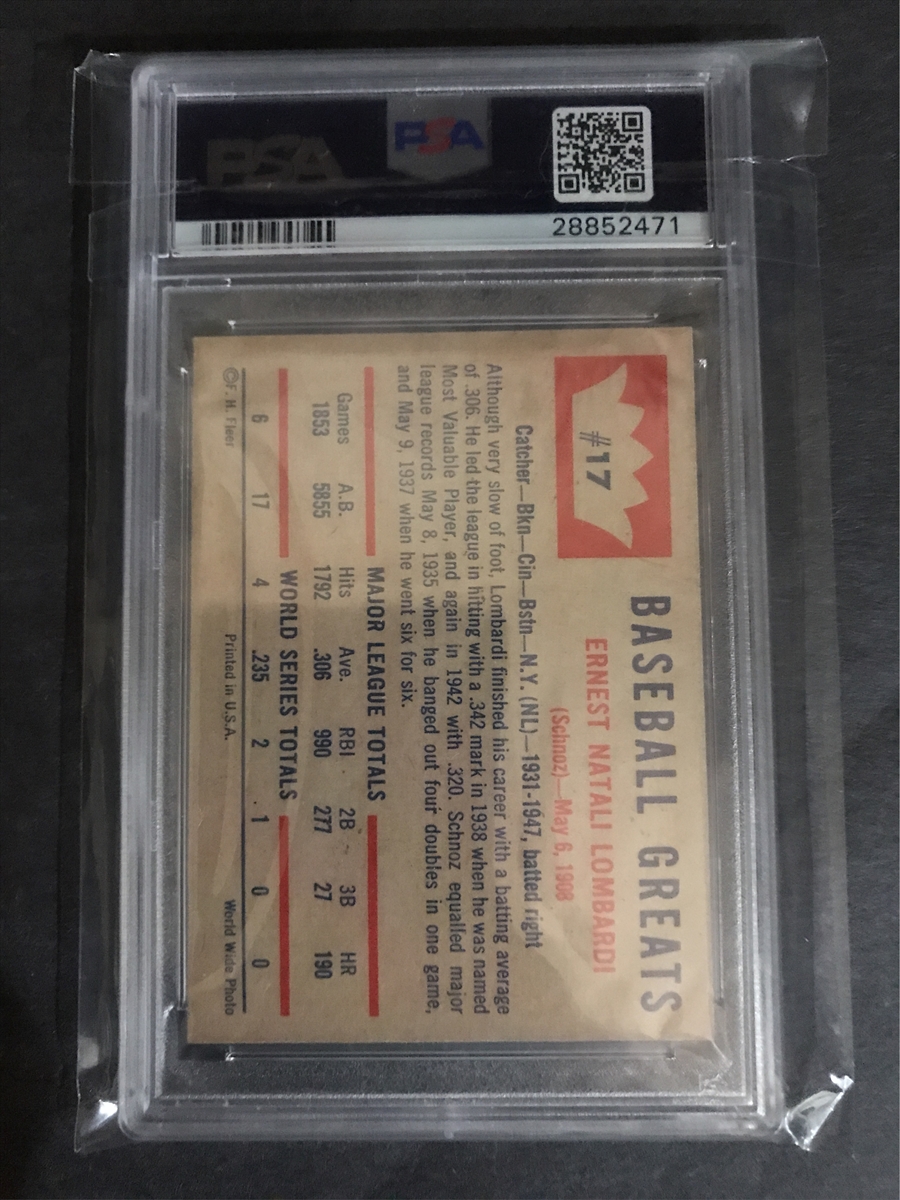 PSA
PSA
28852471
#17
BASEBALL GREATS
ERNEST NATALI LOMBARDI
(Schnoz)—May 6, 1908
Catcher—Bkn—Cin—Bstn—N.Y. (NL)—1931-1947, batted right
Although very slow of foot, Lombardi finished his career with a batting average
of .306. He led the league in hitting with a .342 mark in 1938 when he was named
Most Valuable Player, and again in 1942 with .320. Schnoz equalled major
league records May 8, 1935 when he banged out four doubles in one game,
and May 9, 1937 when he went six for six.
MAJOR LEAGUE TOTALS
Games A.B. Hits Ave. RBI 2B 3B HR
1853 5855 1792 .306 990 277 27 190
WORLD SERIES TOTALS
6 17 4 .235 2 1 0 0
©F. H. Fleer Printed in U.S.A. World Wide Photo